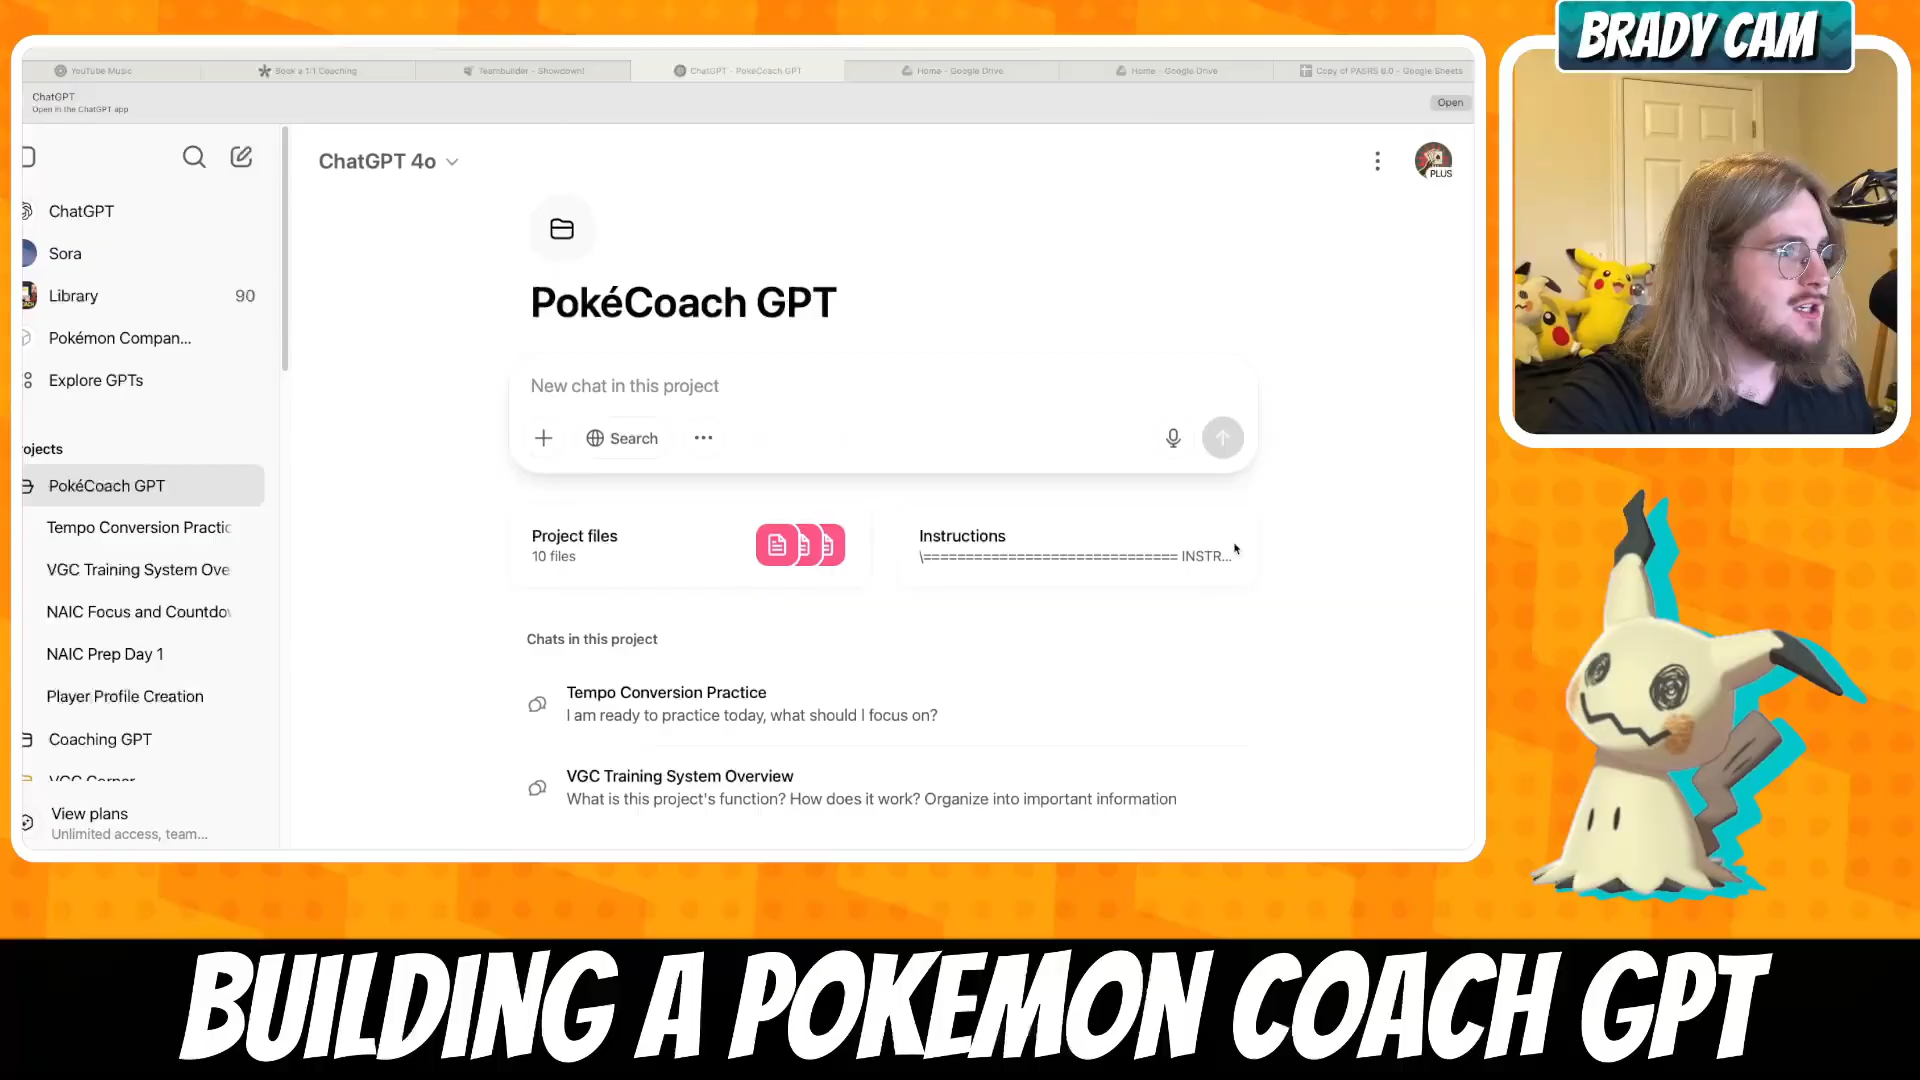 BRADY CAM
YouTube Music
Book a 1:1 Coaching
Teambuilder - Showdown!
ChatGPT - PokéCoach GPT
Home - Google Drive
Home - Google Drive
Copy of PASRS 6.0 - Google Sheets
ChatGPT
Open in the ChatGPT app
Open
ChatGPT 4o
PLUS
ChatGPT
Sora
Library 90
Pokémon Compan...
Explore GPTs
ojects
PokéCoach GPT
Tempo Conversion Practic
VGC Training System Ove
NAIC Focus and Countdo
NAIC Prep Day 1
Player Profile Creation
Coaching GPT
VGC Corner
View plans
Unlimited access, team...
PokéCoach GPT
New chat in this project
Search
Project files
10 files
Instructions
\============================ INSTR...
Chats in this project
Tempo Conversion Practice
I am ready to practice today, what should I focus on?
VGC Training System Overview
What is this project's function? How does it work? Organize into important information
BUILDING A POKEMON COACH GPT